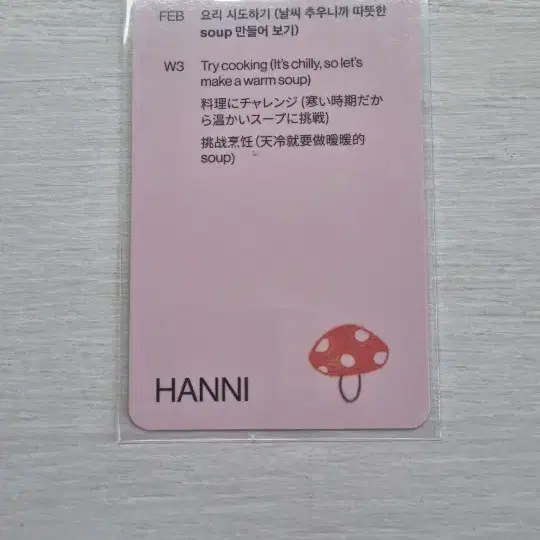 FEB 요리 시도하기 (날씨 추우니까 따뜻한
soup 만들어 보기)
W3 Try cooking (It's chilly, so let's
make a warm soup)
料理にチャレンジ (寒い時期だか
ら温かいスープに挑戦)
挑战烹饪 (天冷就要做暖暖的
soup)
HANNI